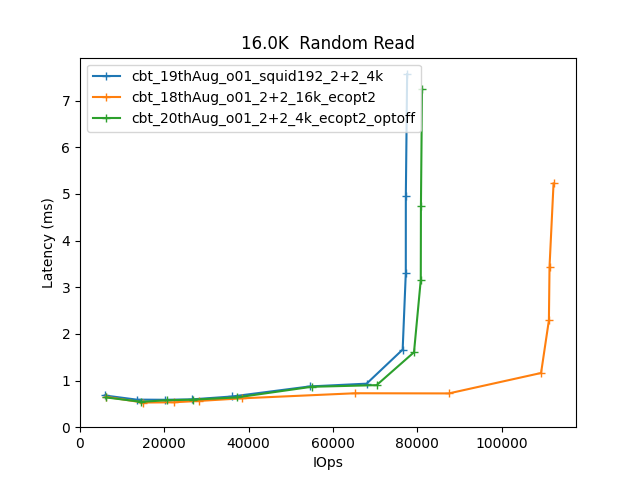 16.0K  Random Read
cbt_19thAug_o01_squid192_2+2_4k
cbt_18thAug_o01_2+2_16k_ecopt2
cbt_20thAug_o01_2+2_4k_ecopt2_optoff
Latency (ms)
7
6
5
4
3
2
1
0
0 20000 40000 60000 80000 100000
IOps